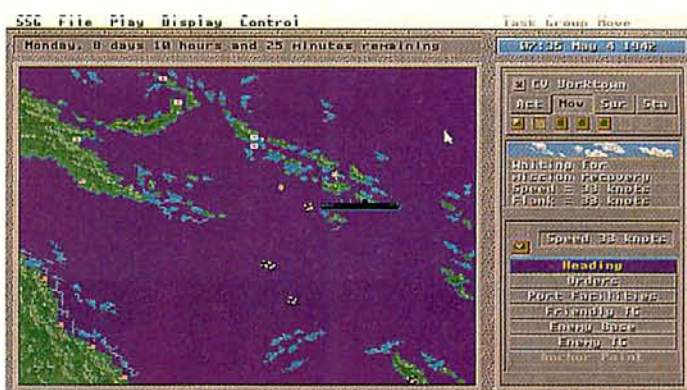 SSG File Play Display Control
Task Group Move
Monday, 8 days 10 hours and 25 minutes remaining
07:35 May 4 1942
CV Yorktown
Act Mov Sur Sta
Waiting for
Mission Recovery
Speed = 33 knots
Flank = 33 knots
Speed 33 knots
Heading
Orders
Port Facilities
Friendly TG
Enemy Base
Enemy TG
Anchor Point